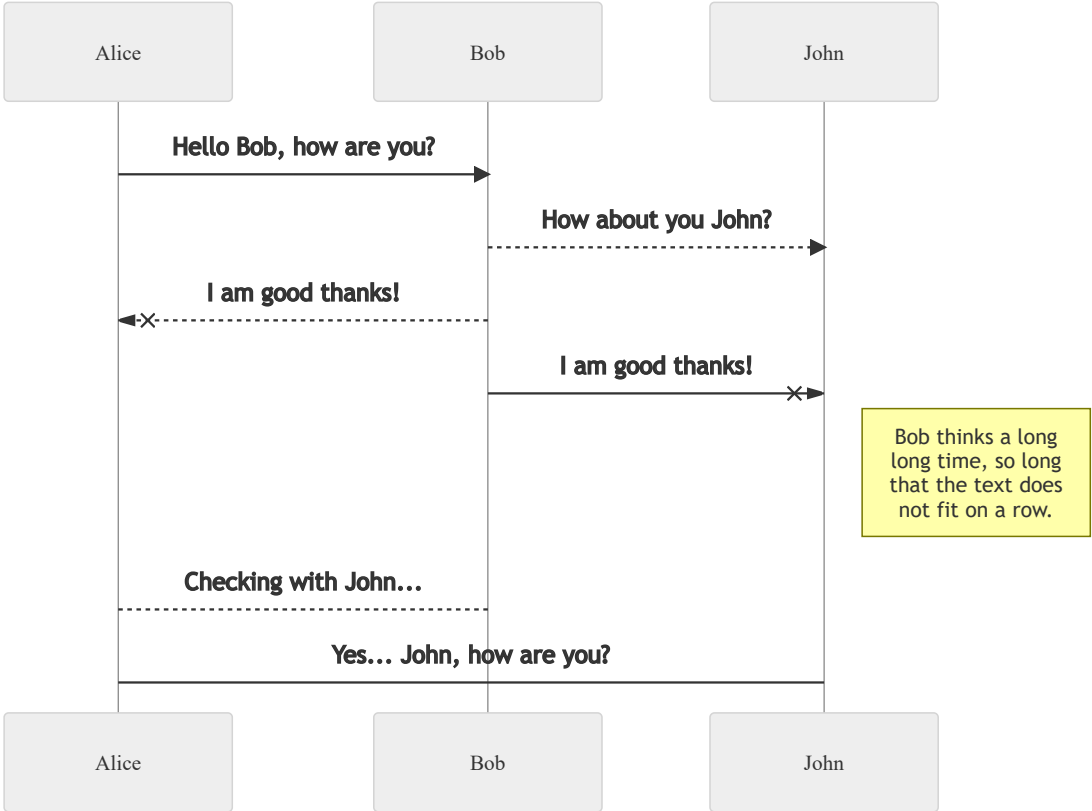 Alice
Bob
John
Hello Bob, how are you?
How about you John?
I am good thanks!
I am good thanks!
Bob thinks a long
long time, so long
that the text does
not fit on a row.
Checking with John...
Yes... John, how are you?
Alice
Bob
John